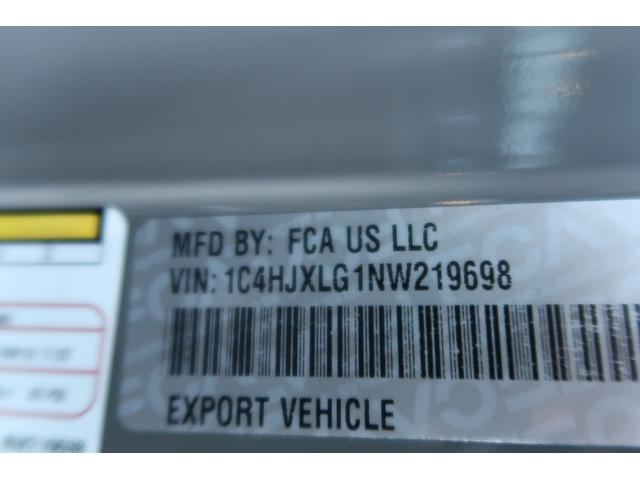 MFD BY: FCA US LLC
VIN: 1C4HJXLG1NW219698
EXPORT VEHICLE